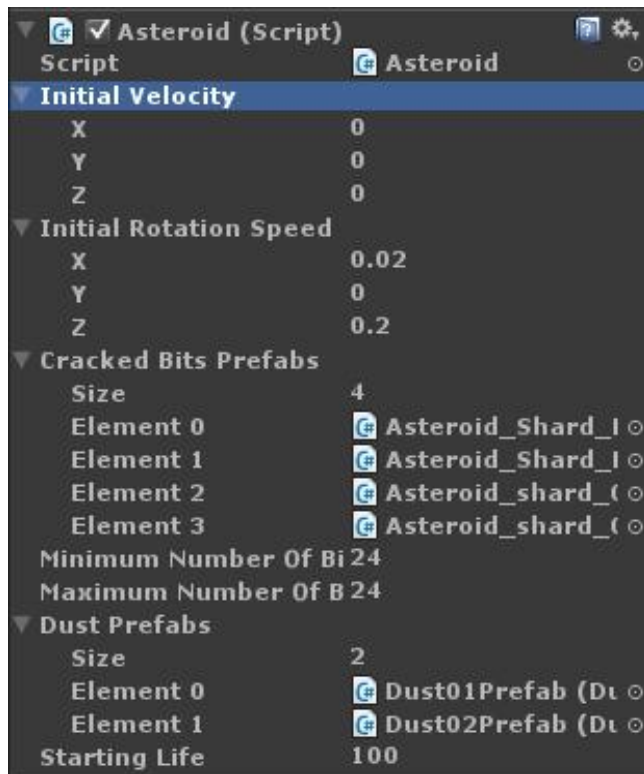 Asteroid (Script)
Script Asteroid
Initial Velocity
X 0
Y 0
Z 0
Initial Rotation Speed
X 0.02
Y 0
Z 0.2
Cracked Bits Prefabs
Size 4
Element 0 Asteroid_Shard_
Element 1 Asteroid_Shard_
Element 2 Asteroid_shard_(
Element 3 Asteroid_shard_(
Minimum Number Of Bi 24
Maximum Number Of B 24
Dust Prefabs
Size 2
Element 0 Dust01Prefab (Du
Element 1 Dust02Prefab (Du
Starting Life 100